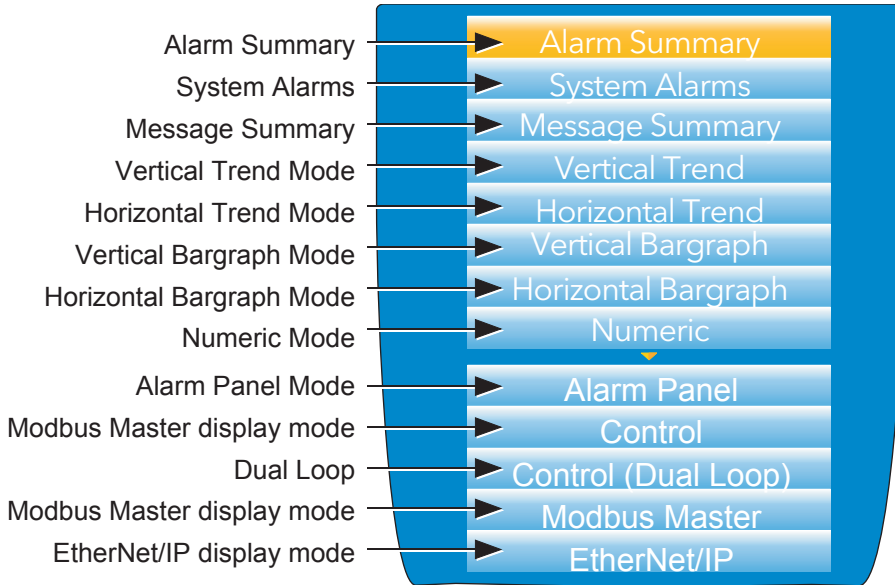 Alarm Summary Alarm Summary
System Alarms System Alarms
Message Summary Message Summary
Vertical Trend Mode Vertical Trend
Horizontal Trend Mode Horizontal Trend
Vertical Bargraph Mode Vertical Bargraph
Horizontal Bargraph Mode Horizontal Bargraph
Numeric Mode Numeric
Alarm Panel Mode Alarm Panel
Modbus Master display mode Control
Dual Loop Control (Dual Loop)
Modbus Master display mode Modbus Master
EtherNet/IP display mode EtherNet/IP